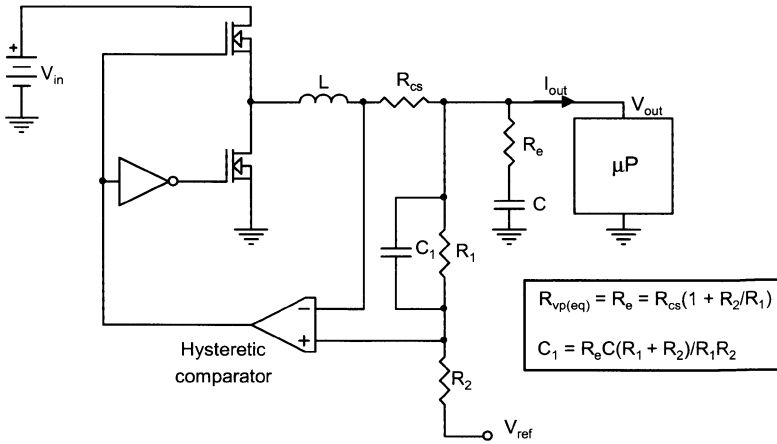 +
V_in
L
R_cs
I_out
V_out
R_e
μP
C
C_1
R_1
−
+
Hysteretic
comparator
R_2
V_ref
R_vp(eq) = R_e = R_cs(1 + R_2/R_1)
C_1 = R_eC(R_1 + R_2)/R_1R_2